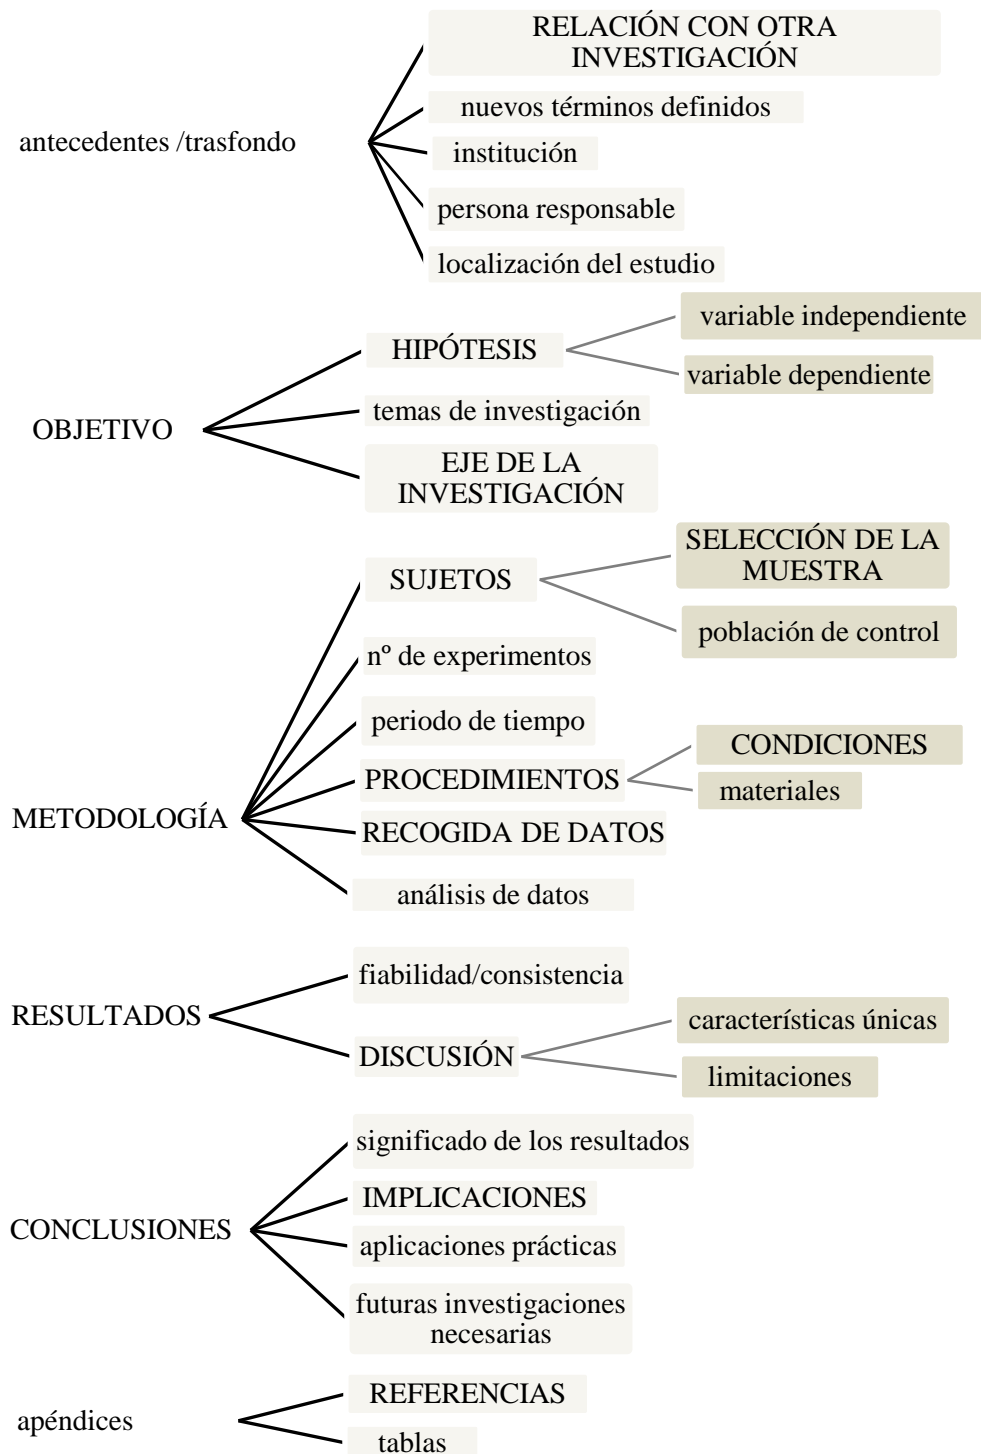 RELACIÓN CON OTRA
INVESTIGACIÓN
nuevos términos definidos
antecedentes /trasfondo
institución
persona responsable
localización del estudio
variable independiente
HIPÓTESIS
variable dependiente
temas de investigación
OBJETIVO
EJE DE LA
INVESTIGACIÓN
SELECCIÓN DE LA
MUESTRA
SUJETOS
población de control
nº de experimentos
periodo de tiempo
CONDICIONES
PROCEDIMIENTOS
materiales
METODOLOGÍA
RECOGIDA DE DATOS
análisis de datos
fiabilidad/consistencia
RESULTADOS
características únicas
DISCUSIÓN
limitaciones
significado de los resultados
IMPLICACIONES
CONCLUSIONES
aplicaciones prácticas
futuras investigaciones
necesarias
REFERENCIAS
apéndices
tablas